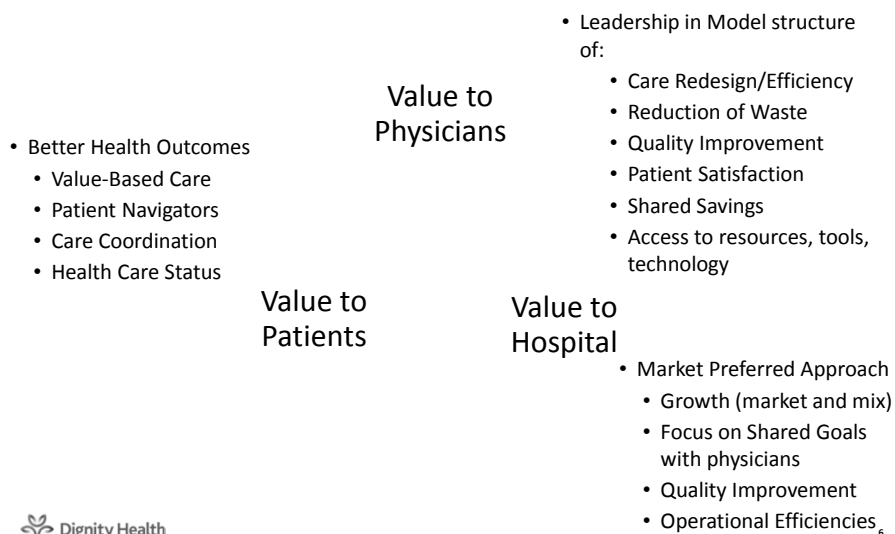 • Leadership in Model structure
of:
• Care Redesign/Efficiency
• Reduction of Waste
• Quality Improvement
• Patient Satisfaction
• Shared Savings
• Access to resources, tools,
technology
Value to
Physicians
• Better Health Outcomes
• Value-Based Care
• Patient Navigators
• Care Coordination
• Health Care Status
Value to
Patients
Value to
Hospital
• Market Preferred Approach
• Growth (market and mix)
• Focus on Shared Goals
with physicians
• Quality Improvement
• Operational Efficiencies
Dignity Health
6